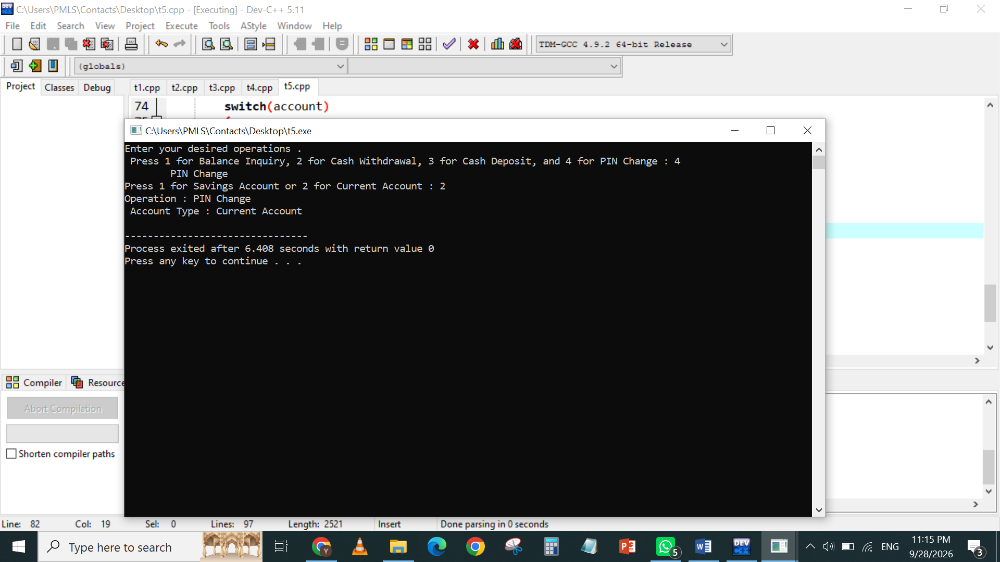 C:\Users\PMLS\Contacts\Desktop\t5.cpp - [Executing] - Dev-C++ 5.11
File Edit Search View Project Execute Tools AStyle Window Help
TDM-GCC 4.9.2 64-bit Release
(globals)
Project Classes Debug
t1.cpp t2.cpp t3.cpp t4.cpp t5.cpp
74 switch(account)
C:\Users\PMLS\Contacts\Desktop\t5.exe
Enter your desired operations .
Press 1 for Balance Inquiry, 2 for Cash Withdrawal, 3 for Cash Deposit, and 4 for PIN Change : 4
PIN Change
Press 1 for Savings Account or 2 for Current Account : 2
Operation : PIN Change
Account Type : Current Account
--------------------------------
Process exited after 6.408 seconds with return value 0
Press any key to continue . . .
Compiler Resource
Abort Compilation
Shorten compiler paths
Line: 82 Col: 19 Sel: 0 Lines: 97 Length: 2521 Insert Done parsing in 0 seconds
Type here to search
Y
5
DEV
ENG
11:15 PM
9/28/2026
3